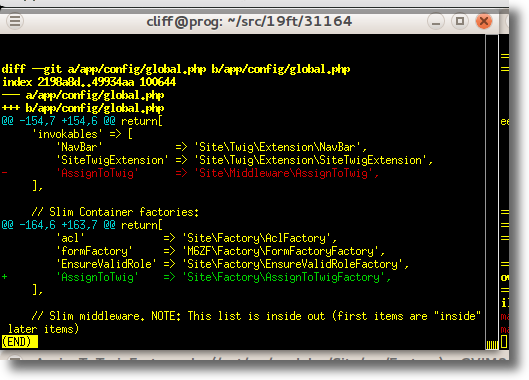 cliff@prog: ~/src/19ft/31164
diff --git a/app/config/global.php b/app/config/global.php
index 2198a8d..49934aa 100644
--- a/app/config/global.php
+++ b/app/config/global.php
@@ -154,7 +154,6 @@ return[
    'invokables' => [
        'NavBar'           => 'Site\Twig\Extension\NavBar',
        'SiteTwigExtension' => 'Site\Twig\Extension\SiteTwigExtension',
-        'AssignToTwig'     => 'Site\Middleware\AssignToTwig',
    ],
    // Slim Container factories:
@@ -164,6 +163,7 @@ return[
        'acl'             => 'Site\Factory\AclFactory',
        'formFactory'     => 'M6ZF\Factory\FormFactoryFactory',
        'EnsureValidRole' => 'Site\Factory\EnsureValidRoleFactory',
+        'AssignToTwig'    => 'Site\Factory\AssignToTwigFactory',
    ],
    // Slim middleware. NOTE: This list is inside out (first items are "inside"
 later items)
(END)